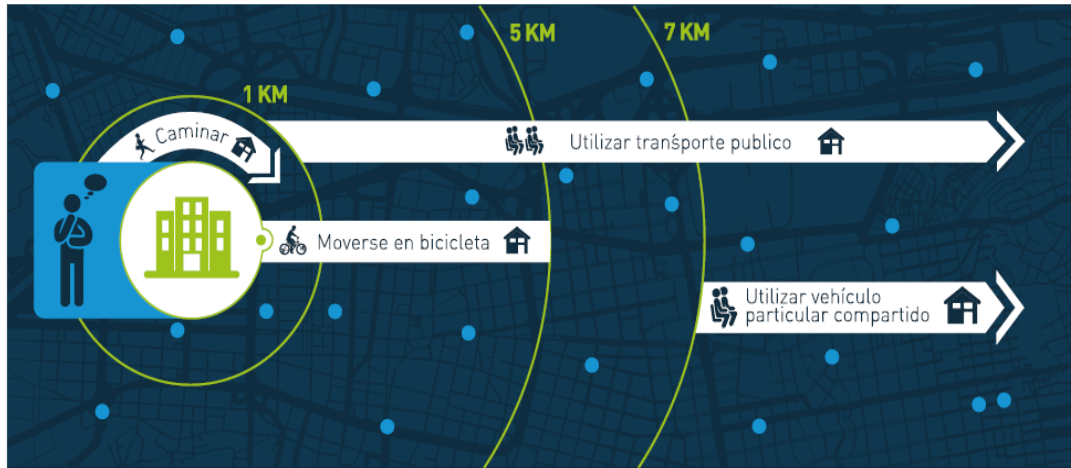 5 KM
7 KM
1 KM
Caminar
Utilizar transporte publico
Moverse en bicicleta
Utilizar vehículo
particular compartido